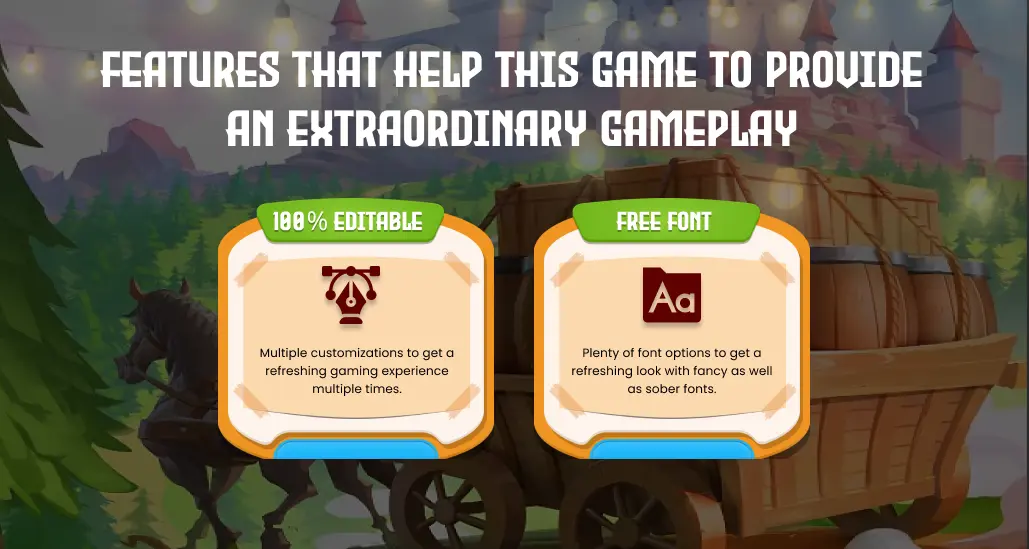 FEATURES THAT HELP THIS GAME TO PROVIDE
AN EXTRAORDINARY GAMEPLAY
100% EDITABLE
Multiple customizations to get a
refreshing gaming experience
multiple times.
FREE FONT
Aa
Plenty of font options to get a
refreshing look with fancy as well
as sober fonts.